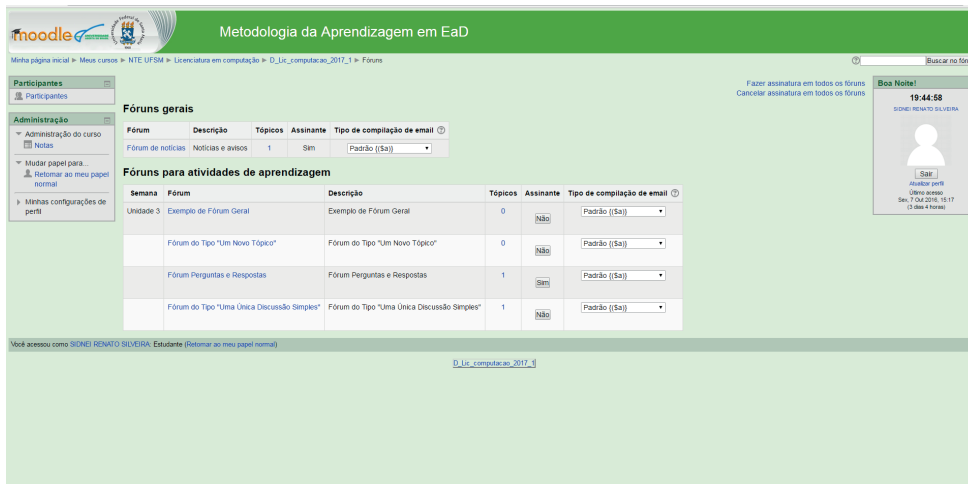 moodle
Metodologia da Aprendizagem em EaD
Minha página inicial ► Meus cursos ► NTE UFSM ► Licenciatura em computação ► D_Lic_computacao_2017_1 ► Fóruns
Buscar no fór
Participantes
Participantes
Administração
Administração do curso
Notas
Mudar papel para...
Retornar ao meu papel
normal
Minhas configurações de
perfil
Fazer assinatura em todos os fóruns
Cancelar assinatura em todos os fóruns
Fóruns gerais
Fórum Descrição Tópicos Assinante Tipo de compilação de email
Fórum de notícias Notícias e avisos 1 Sim Padrão {($a)}
Fóruns para atividades de aprendizagem
Semana Fórum Descrição Tópicos Assinante Tipo de compilação de email
Unidade 3 Exemplo de Fórum Geral Exemplo de Fórum Geral 0 Não Padrão {($a)}
Fórum do Tipo "Um Novo Tópico" Fórum do Tipo "Um Novo Tópico" 0 Não Padrão {($a)}
Fórum Perguntas e Respostas Fórum Perguntas e Respostas 1 Sim Padrão {($a)}
Fórum do Tipo "Uma Única Discussão Simples" Fórum do Tipo "Uma Única Discussão Simples" 1 Não Padrão {($a)}
Boa Noite!
19:44:58
SIDNEI RENATO SILVEIRA
Sair
Atualizar perfil
Último acesso
Sex, 7 Out 2016, 15:17
(3 dias 4 horas)
Você acessou como SIDNEI RENATO SILVEIRA: Estudante (Retornar ao meu papel normal)
D_Lic_computacao_2017_1